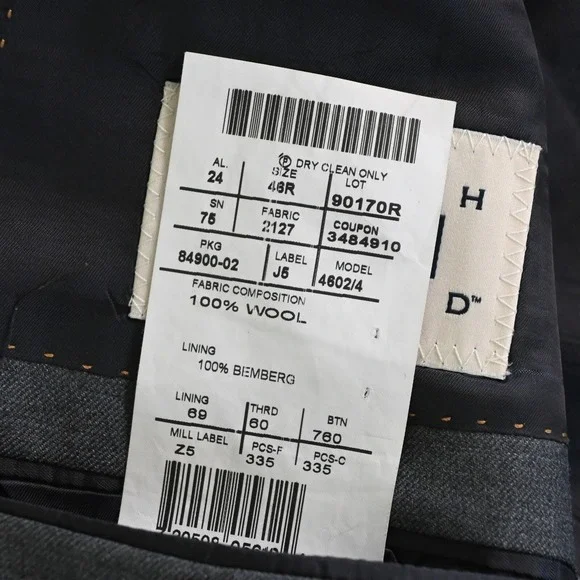 Ⓟ DRY CLEAN ONLY
AL. SIZE LOT
24 46R 90170R
SN FABRIC COUPON
75 2127 3484910
PKG LABEL MODEL
84900-02 J5 4602/4
FABRIC COMPOSITION
100% WOOL
LINING
100% BEMBERG
LINING THRD BTN
69 60 760
MILL LABEL PCS-F PCS-C
Z5 335 335
H
D™